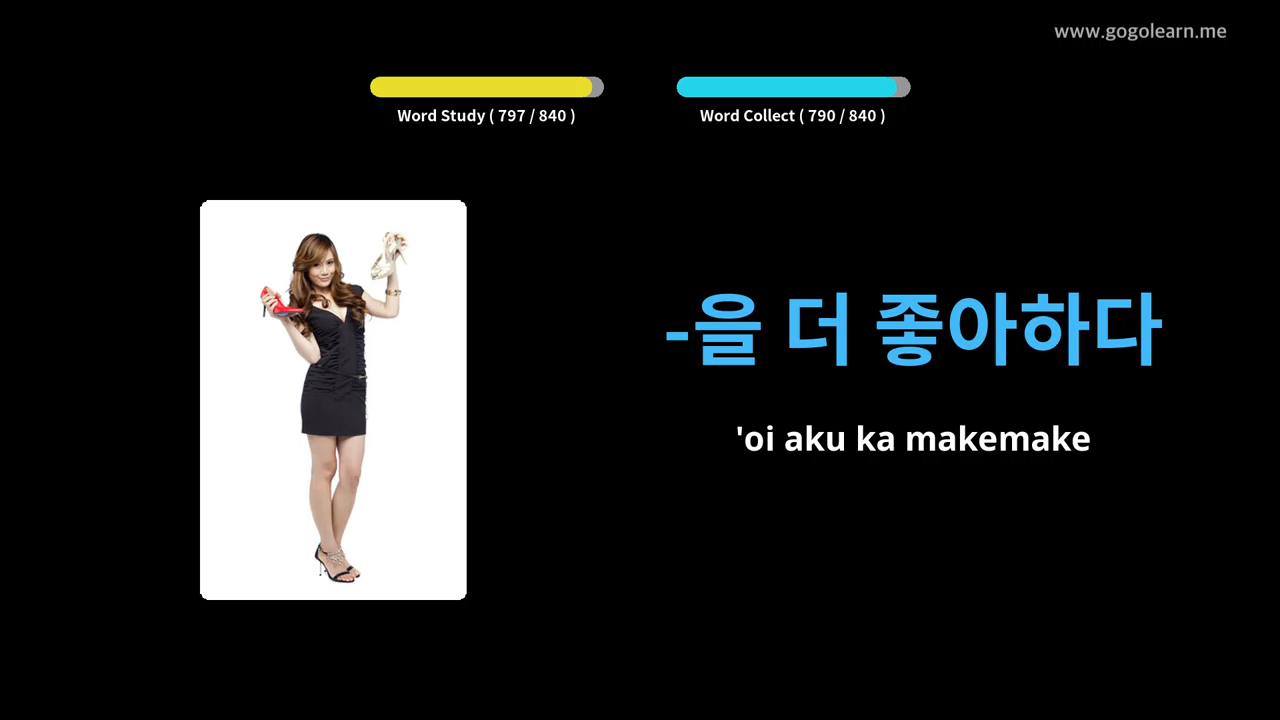 www.gogolearn.me
Word Study ( 797 / 840 )
Word Collect ( 790 / 840 )
-을 더 좋아하다
'oi aku ka makemake